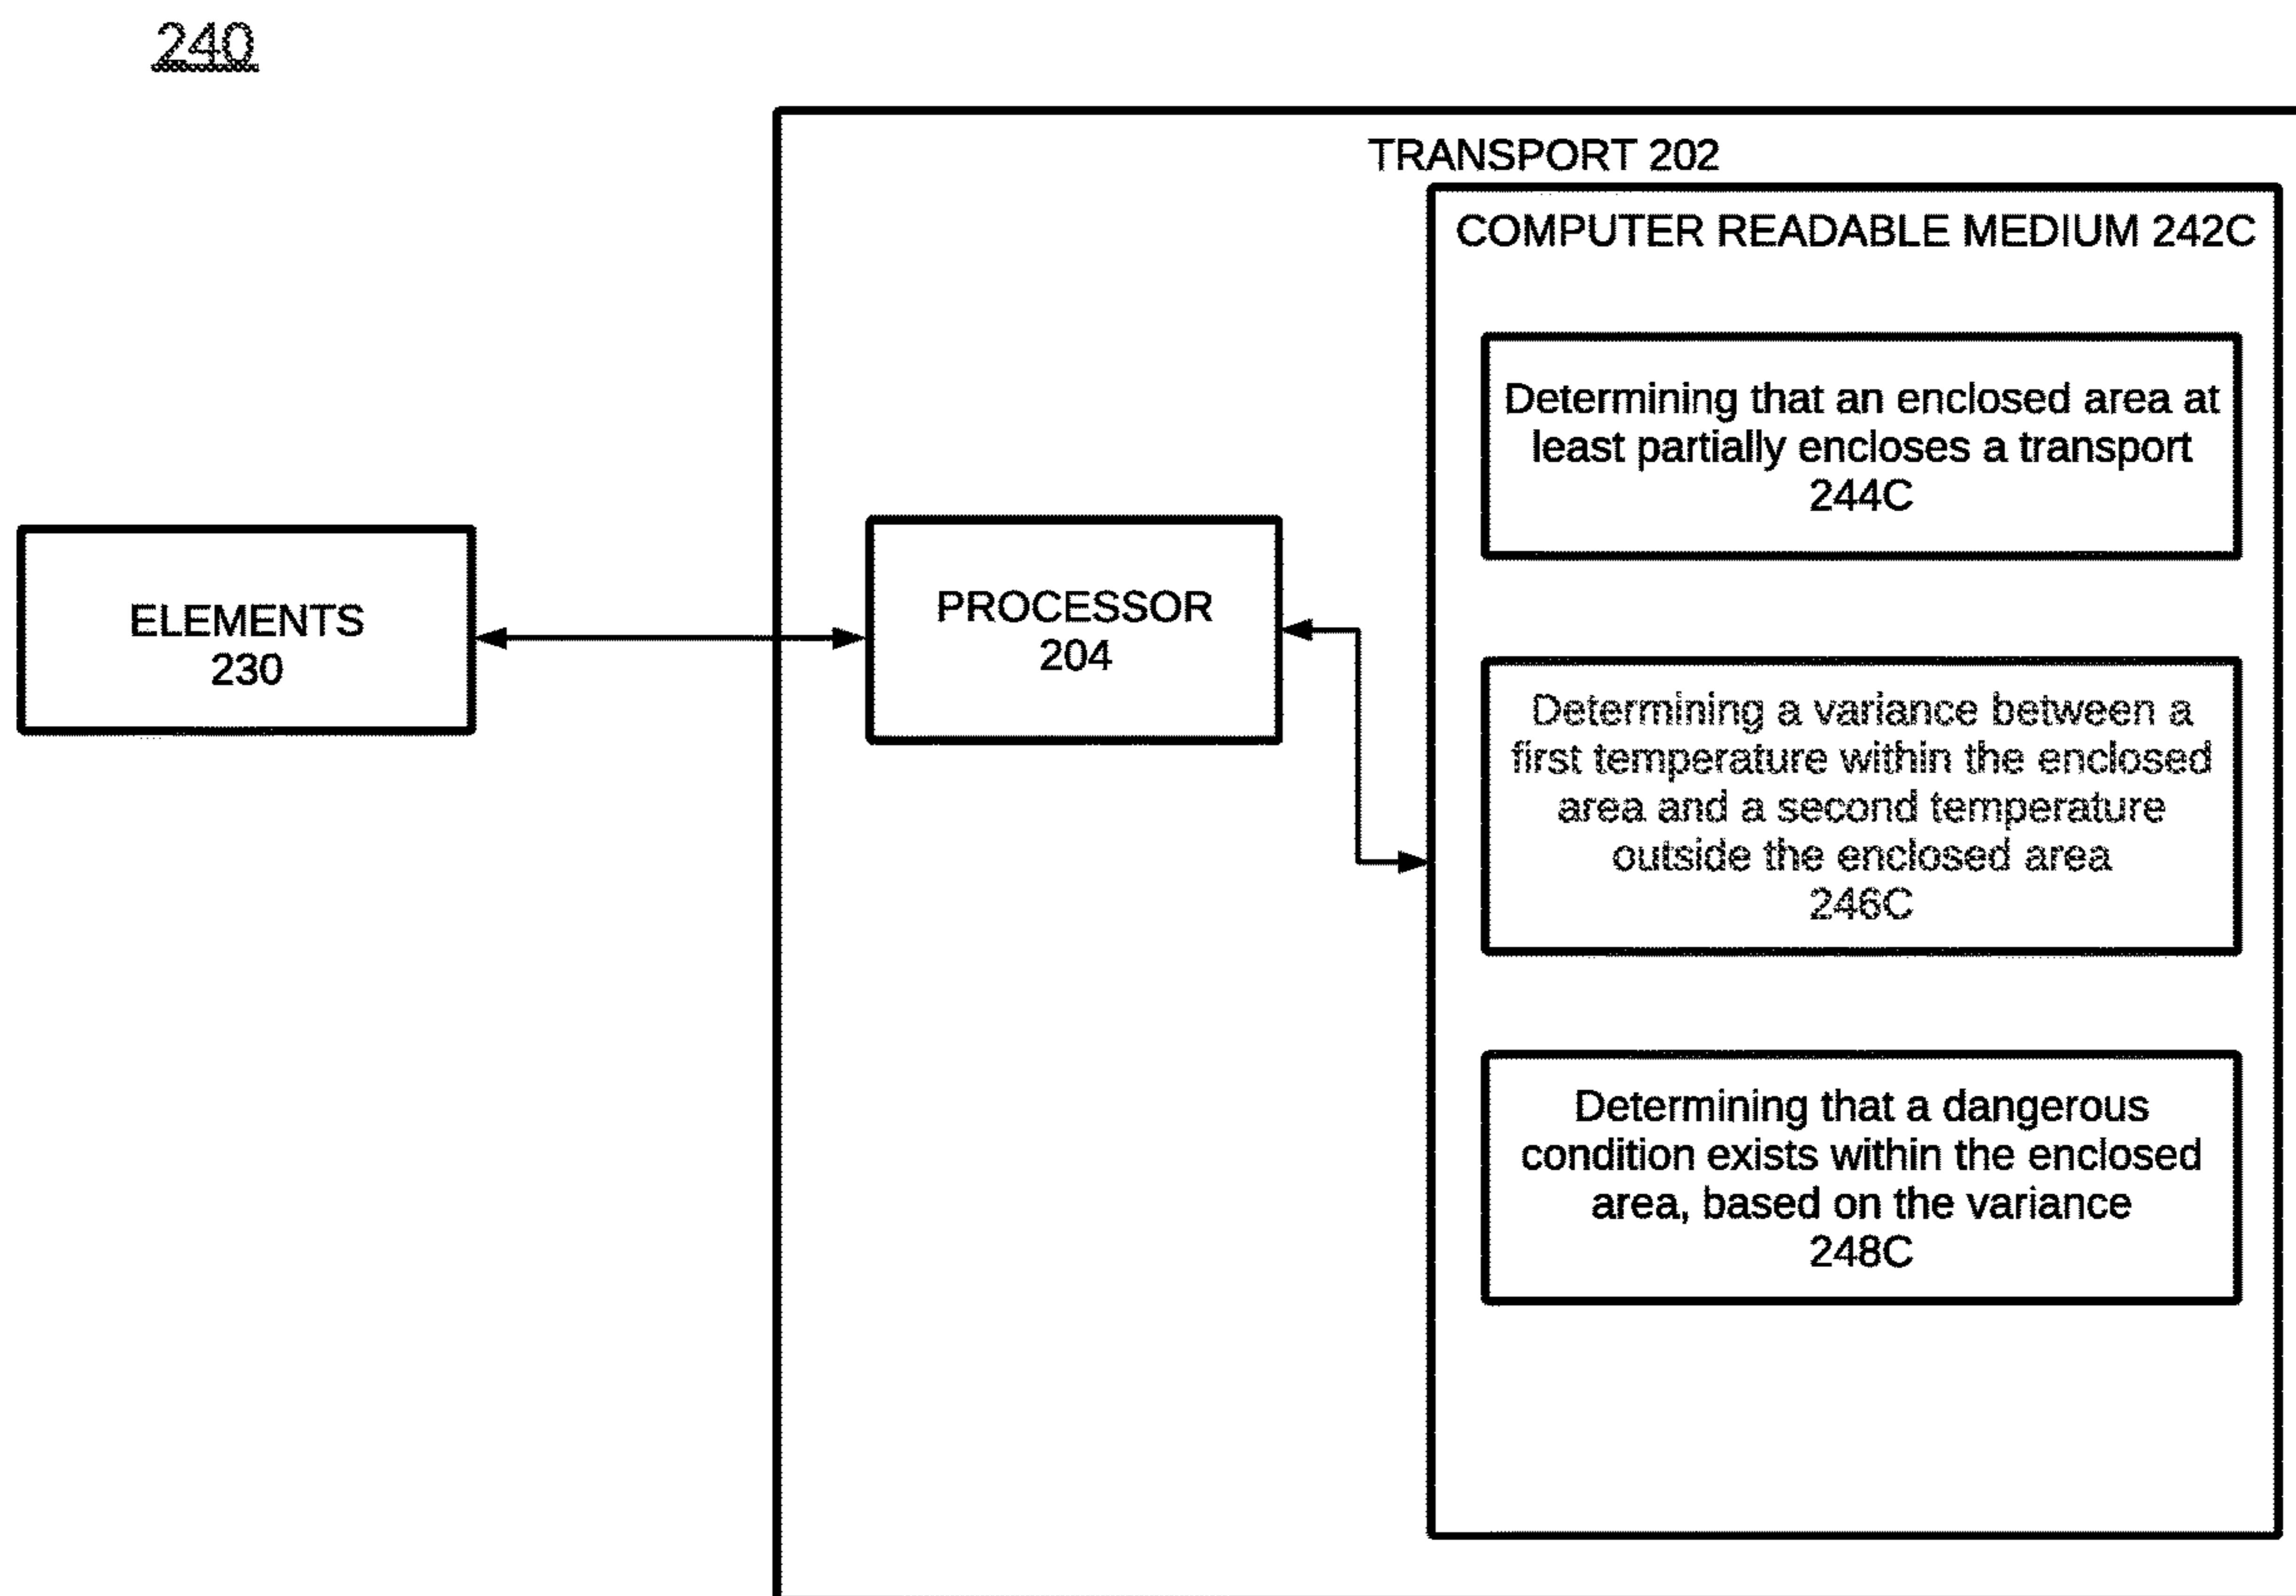 240
TRANSPORT 202
COMPUTER READABLE MEDIUM 242C
Determining that an enclosed area at
least partially encloses a transport
244C
ELEMENTS
230
PROCESSOR
204
Determining a variance between a
first temperature within the enclosed
area and a second temperature
outside the enclosed area
246C
Determining that a dangerous
condition exists within the enclosed
area, based on the variance
248C